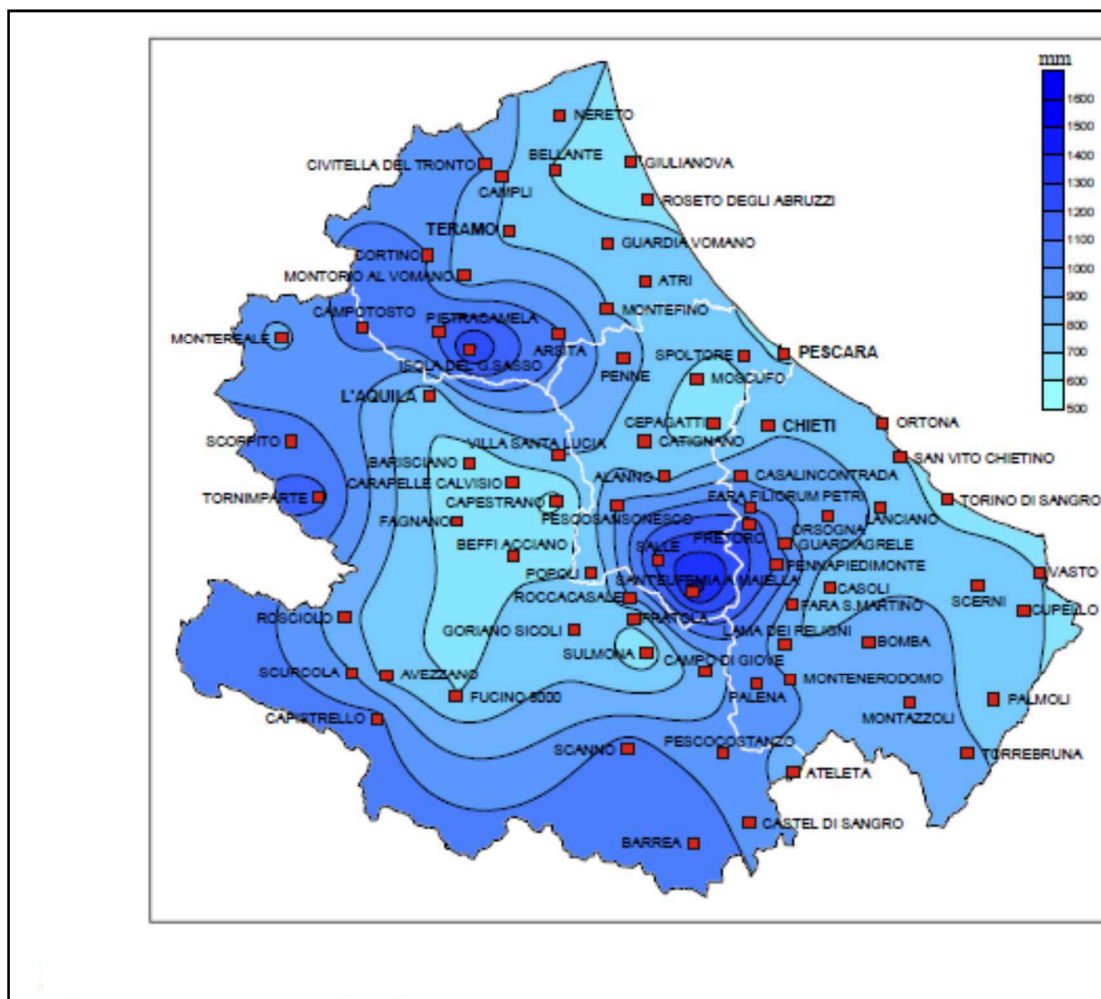 mm
1600
1500
1400
1300
1200
1100
1000
900
800
700
600
500
NERETO
BELLANTE
CIVITELLA DEL TRONTO
GIULIANOVA
CAMPLI
ROSETO DEGLI ABRUZZI
TERAMO
GUARDIA VOMANO
CORTINO
MONTORIO AL VOMANO
ATRI
MONTEFINO
CAMPOTOSTO
PIETRACAMELA
MONTEREALE
ARSITA
ISOLA DEL G.SASSO
PENNE
SPOLTORE
PESCARA
MOSCUFO
L'AQUILA
CEPAGATTI
CHIETI
ORTONA
SCOPPITO
VILLA SANTA LUCIA
CATIGNANO
SAN VITO CHIETINO
BARISCIANO
CARAPELLE CALVISIO
ALANNO
CASALINCONTRADA
TORNIMPARTE
CAPESTRANO
FARA FILIORUM PETRI
TORINO DI SANGRO
FAGNANO
PESCOSANSONESCO
PRETORO
ORSOGNA
LANCIANO
GUARDIAGRELE
BEFFI ACCIANO
SALLE
PENNAPIEDIMONTE
POPOLI
SANT'EUFEMIA A MAIELLA
CASOLI
VASTO
SCERNI
ROCCACASALE
FARA S.MARTINO
CUPELLO
ROSCIOLO
PRATOLA
GORIANO SICOLI
LAMA DEI RELIGNI
BOMBA
SULMONA
CAMPO DI GIOVE
SCURCOLA
AVEZZANO
MONTENERODOMO
PALENA
FUCINO 8000
PALMOLI
MONTAZZOLI
CAPISTRELLO
SCANNO
PESCOCOSTANZO
TORREBRUNA
ATELETA
CASTEL DI SANGRO
BARREA